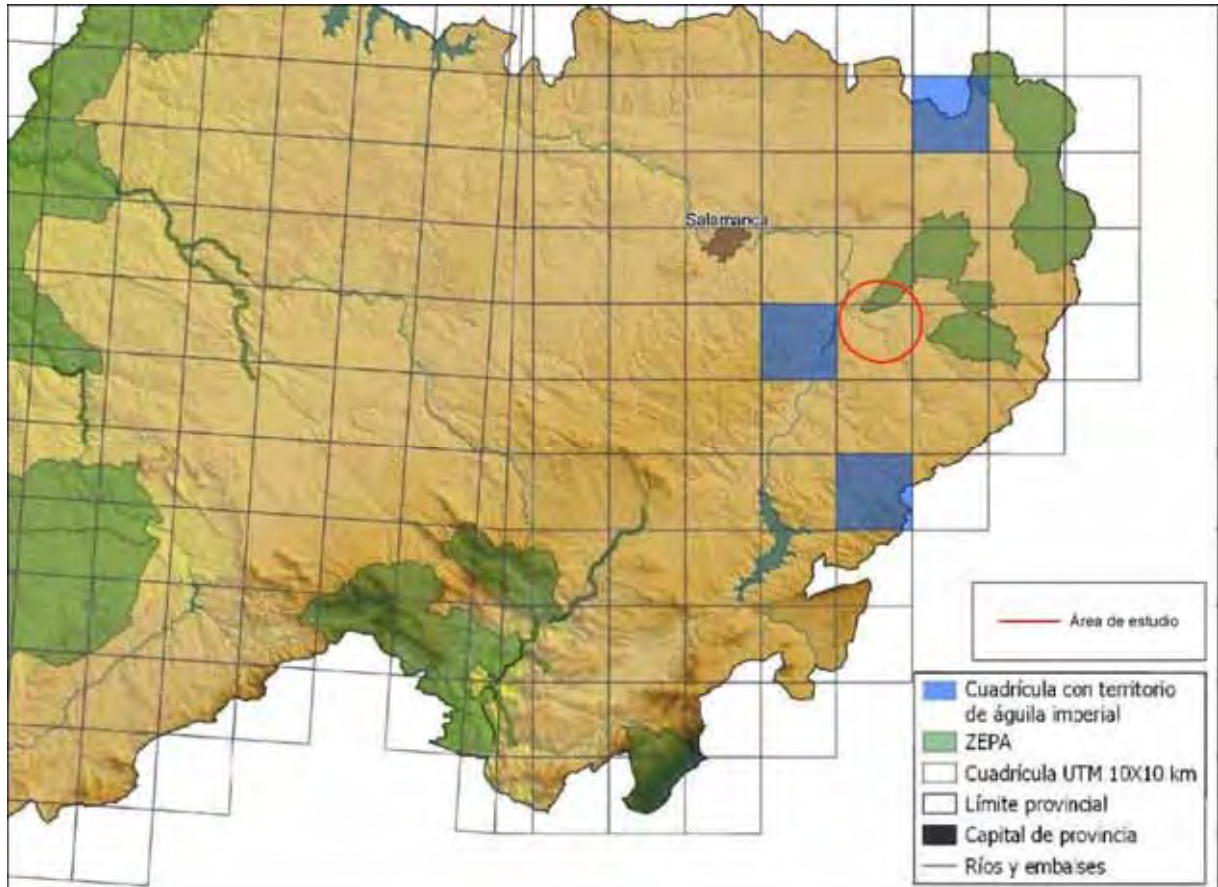 Salamanca
Área de estudio
Cuadrícula con territorio
de águila imperial
ZEPA
Cuadrícula UTM 10X10 km
Límite provincial
Capital de provincia
Ríos y embalses